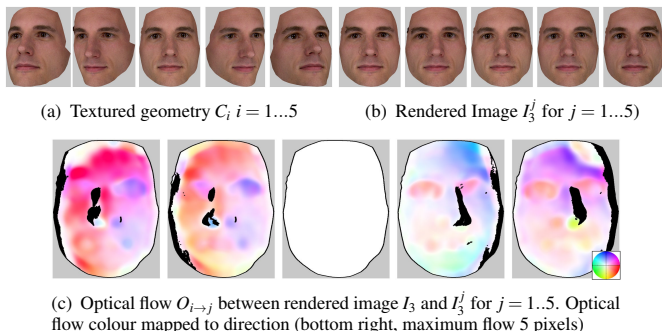 (a) Textured geometry C_i i = 1...5
(b) Rendered Image I_3^j for j = 1...5)
(c) Optical flow O_{i→j} between rendered image I_3 and I_3^j for j = 1..5. Optical
flow colour mapped to direction (bottom right, maximum flow 5 pixels)